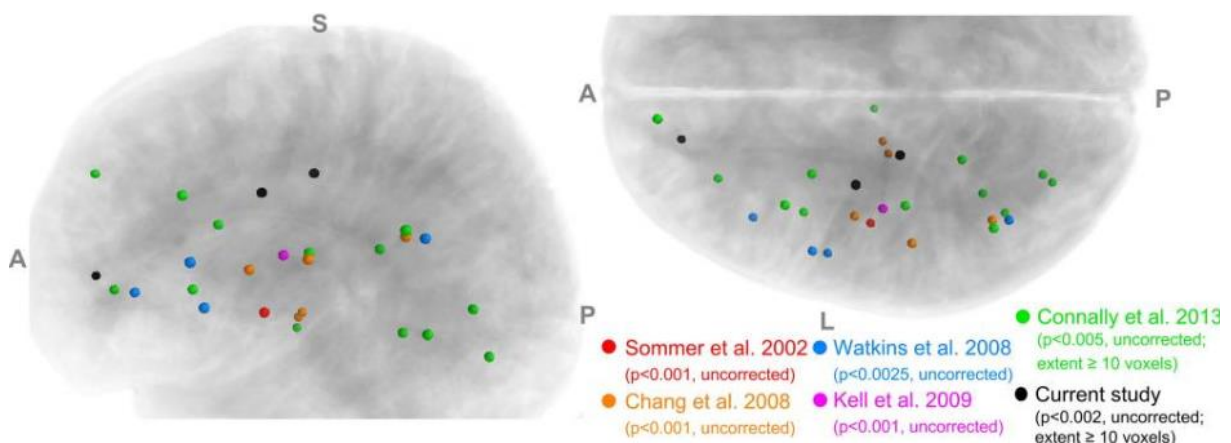 S
A
P
A
P
L
Sommer et al. 2002
(p<0.001, uncorrected)
Chang et al. 2008
(p<0.001, uncorrected)
Watkins et al. 2008
(p<0.0025, uncorrected)
Kell et al. 2009
(p<0.001, uncorrected)
Connally et al. 2013
(p<0.005, uncorrected;
extent ≥ 10 voxels)
Current study
(p<0.002, uncorrected;
extent ≥ 10 voxels)